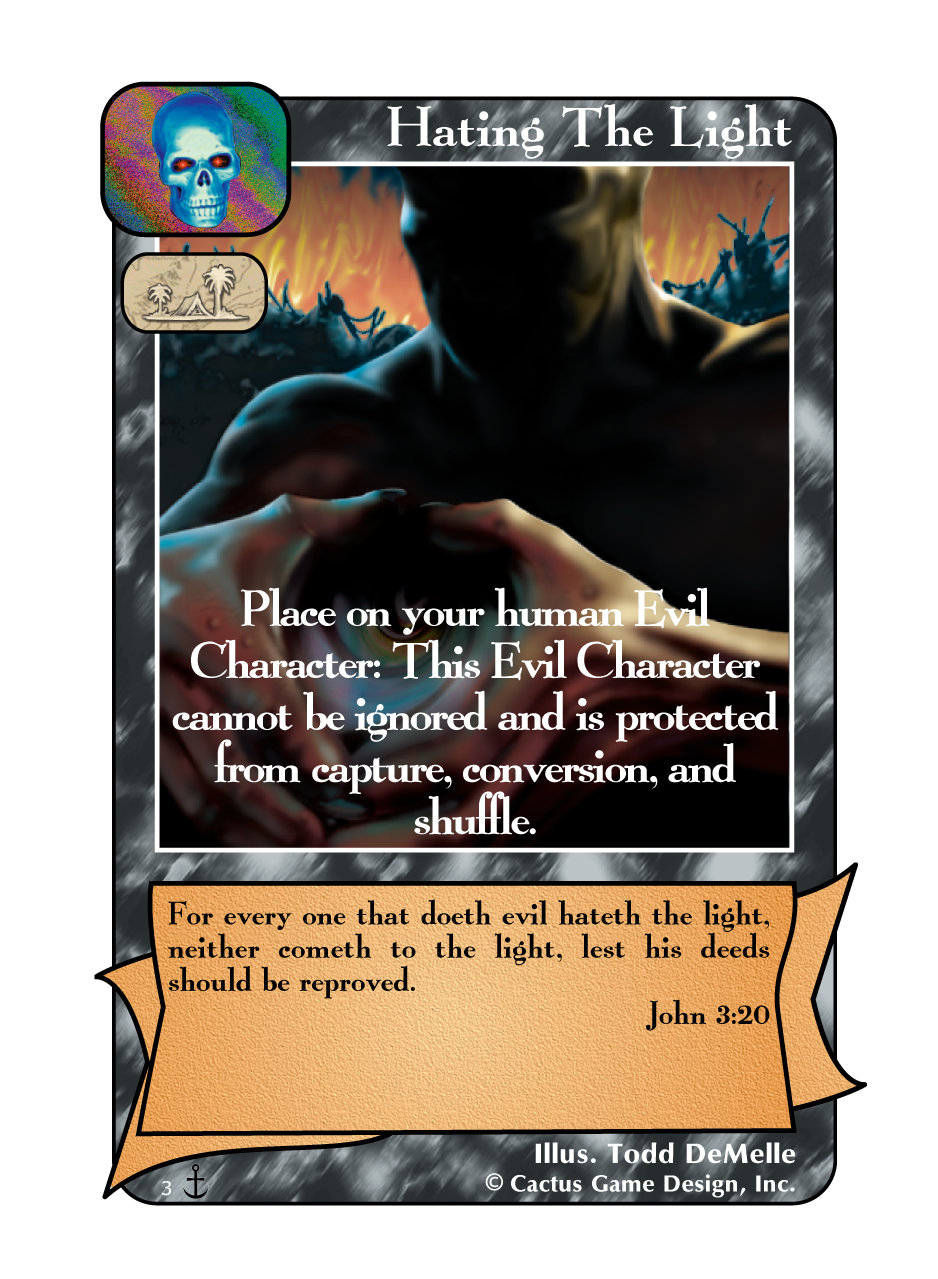 Hating The Light
Place on your human Evil
Character: This Evil Character
cannot be ignored and is protected
from capture, conversion, and
shuffle.
For every one that doeth evil hateth the light,
neither cometh to the light, lest his deeds
should be reproved.
John 3:20
Illus. Todd DeMelle
3
© Cactus Game Design, Inc.